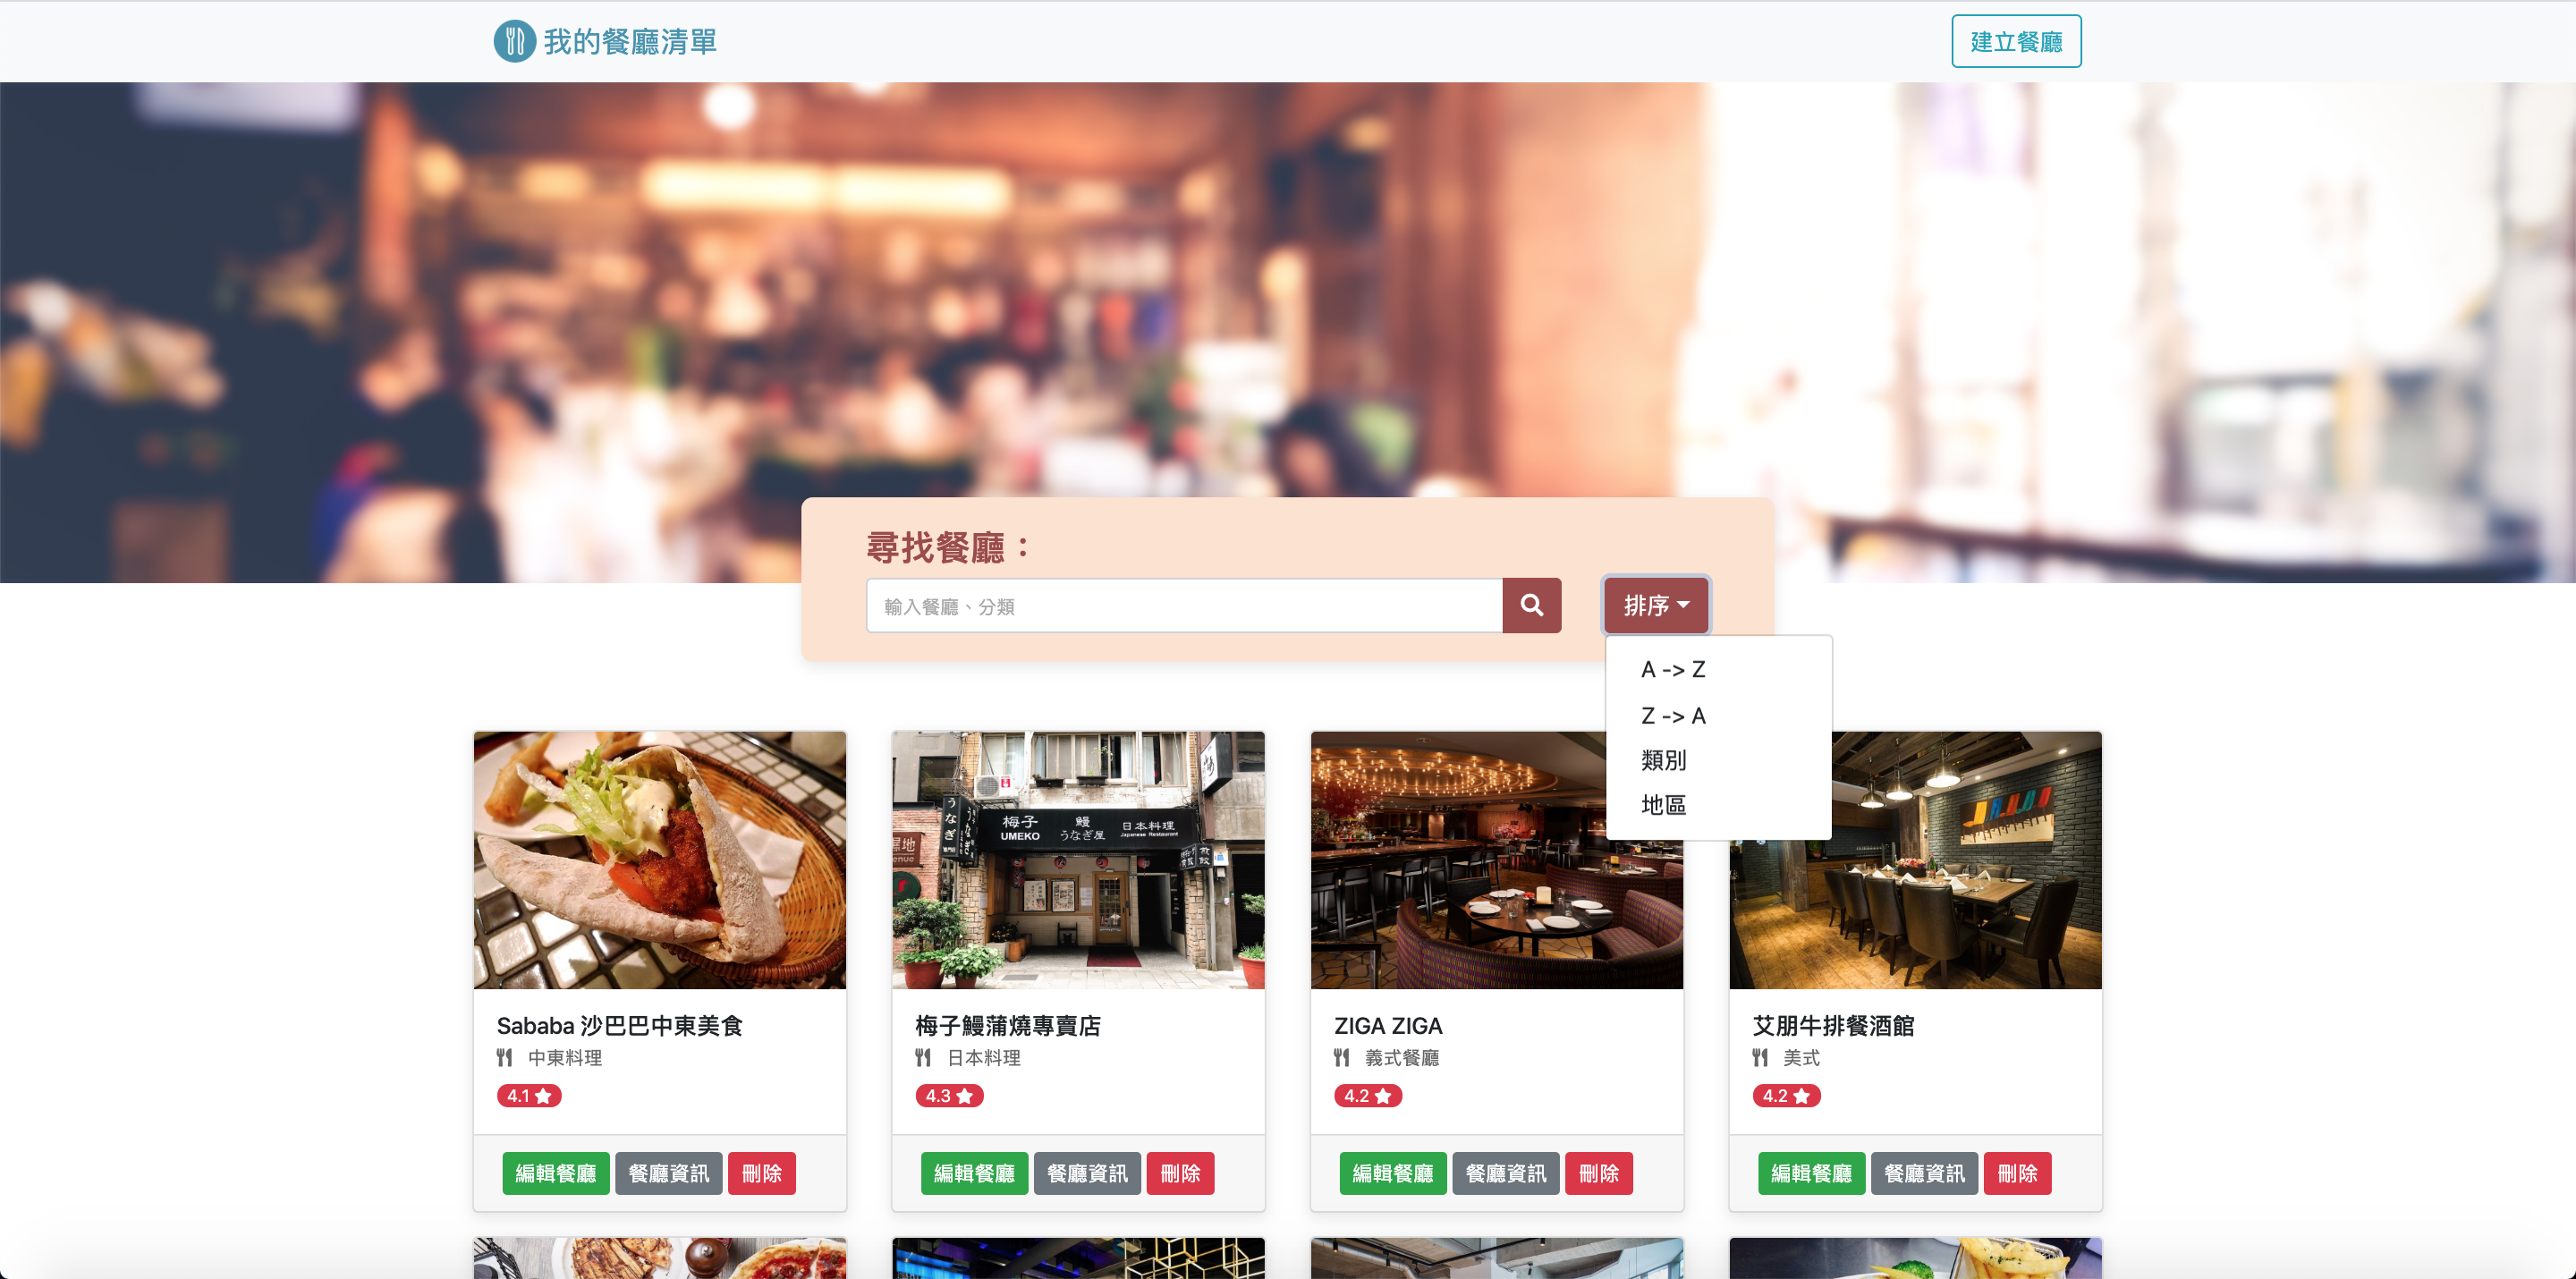 我的餐廳清單
建立餐廳
尋找餐廳：
輸入餐廳、分類
排序
A -> Z
Z -> A
類別
地區
うなぎ
うなぎ
梅子
UMEKO
鰻
うなぎ屋
日本料理
Japanese Restaurant
Sababa 沙巴巴中東美食
中東料理
4.1
編輯餐廳 餐廳資訊 刪除
梅子鰻蒲燒專賣店
日本料理
4.3
編輯餐廳 餐廳資訊 刪除
ZIGA ZIGA
義式餐廳
4.2
編輯餐廳 餐廳資訊 刪除
艾朋牛排餐酒館
美式
4.2
編輯餐廳 餐廳資訊 刪除